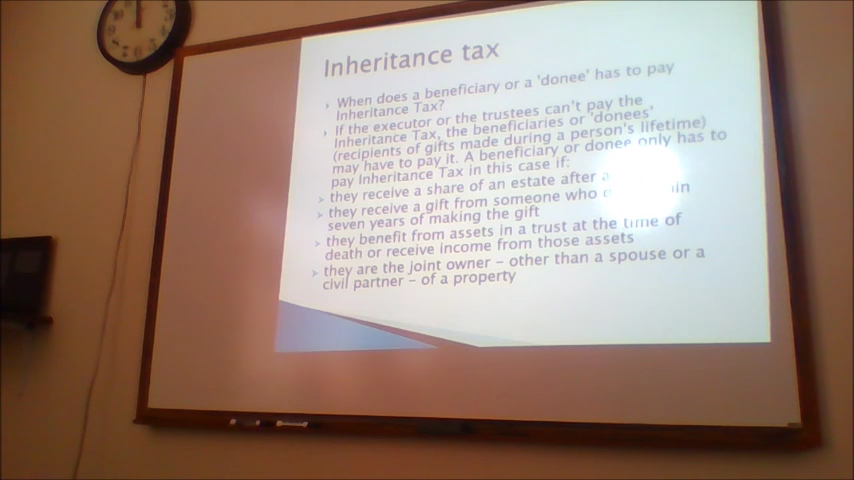 Inheritance tax
When does a beneficiary or a 'donee' has to pay
Inheritance Tax?
If the executor or the trustees can't pay the
Inheritance Tax, the beneficiaries or 'donees'
(recipients of gifts made during a person's lifetime)
may have to pay it. A beneficiary or donee only has to
pay Inheritance Tax in this case if:
they receive a share of an estate after a
they receive a gift from someone who
seven years of making the gift
they benefit from assets in a trust at the time of
death or receive income from those assets
they are the joint owner – other than a spouse or a
civil partner – of a property